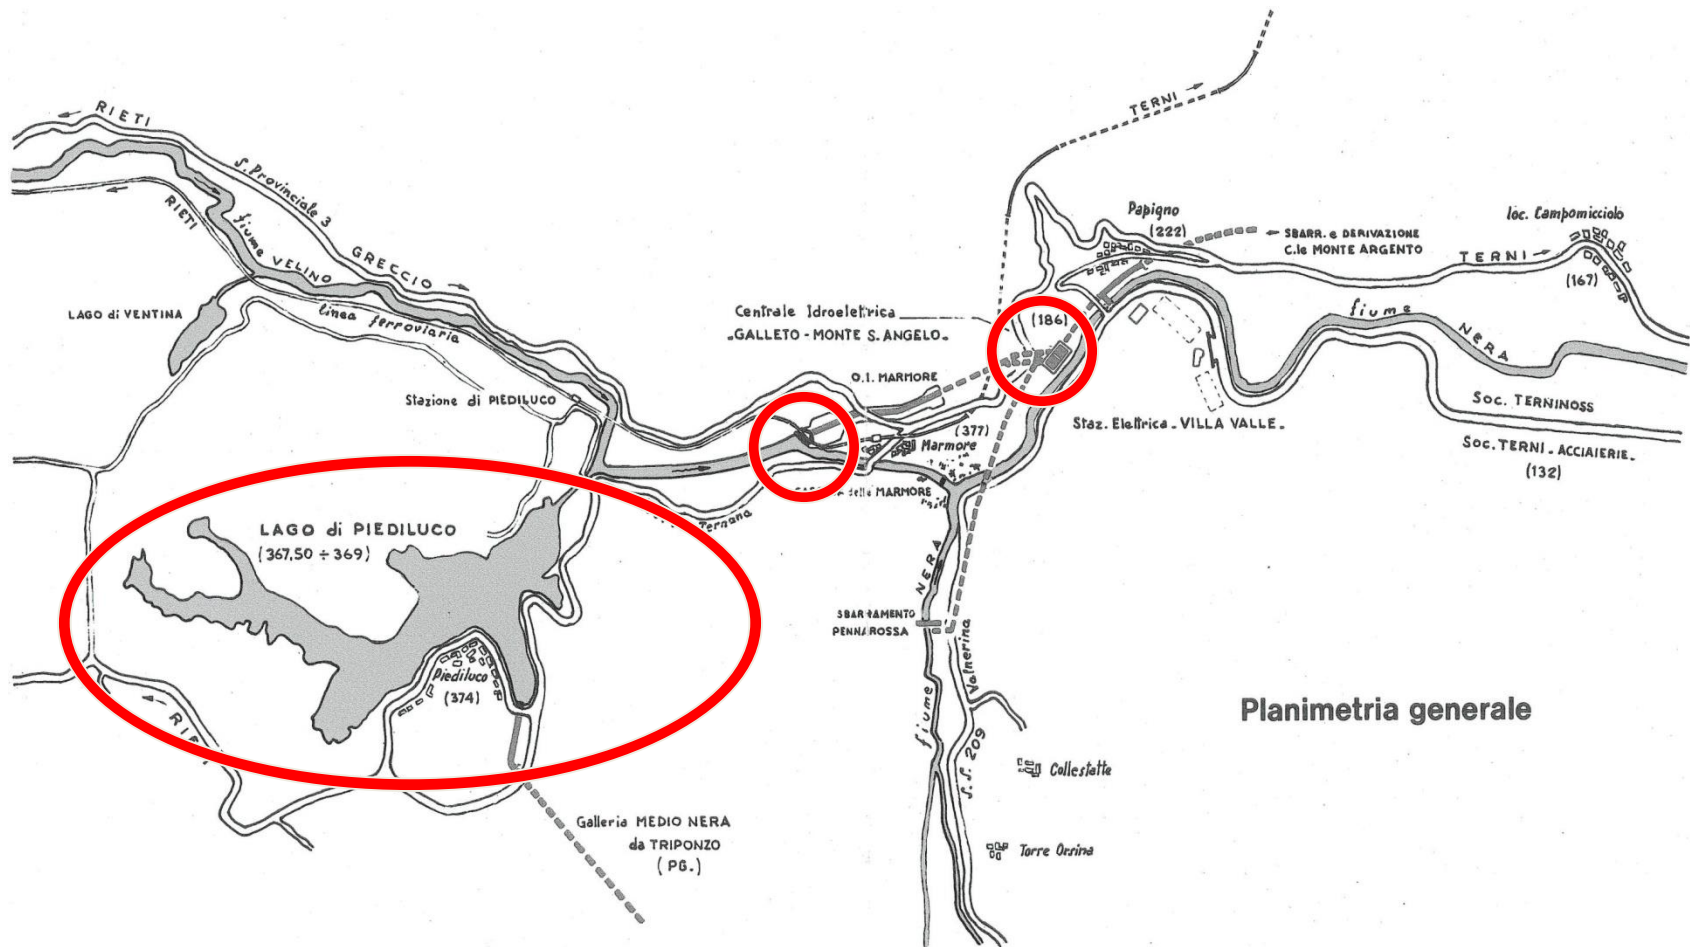 RIETI
S. Provinciale 3
RIETI
fiume VELINO
GRECCIO
linea ferroviaria
LAGO di VENTINA
Stazione di PIEDILUCO
TERNI
Papigno
(222)
SBARR. e DERIVAZIONE
C.le MONTE ARGENTO
loc. Campomicciolo
TERNI
(167)
Centrale Idroelettrica
-GALLETO - MONTE S. ANGELO-
(186)
fiume NERA
O.I. MARMORE
(377)
Marmore
Staz. Elettrica - VILLA VALLE -
Soc. TERNINOSS
Soc. TERNI - ACCIAIERIE -
(132)
della MARMORE
Ternana
LAGO di PIEDILUCO
(367,50 ÷ 369)
NERA
SBARRAMENTO
PENNAROSSA
Valnerina
Piediluco
(374)
fiume
S.S. 209
Planimetria generale
Collestatte
Galleria MEDIO NERA
da TRIPONZO
(PG.)
Torre Orsina